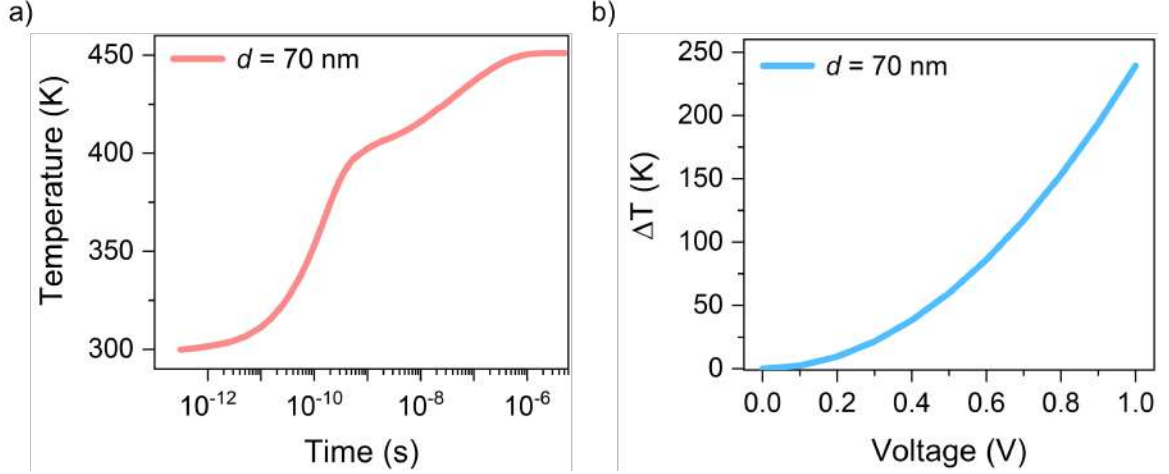 a)
d = 70 nm
450
400
350
300
Temperature (K)
10⁻¹² 10⁻¹⁰ 10⁻⁸ 10⁻⁶
Time (s)
b)
d = 70 nm
250
200
150
100
50
0
ΔT (K)
0.0 0.2 0.4 0.6 0.8 1.0
Voltage (V)